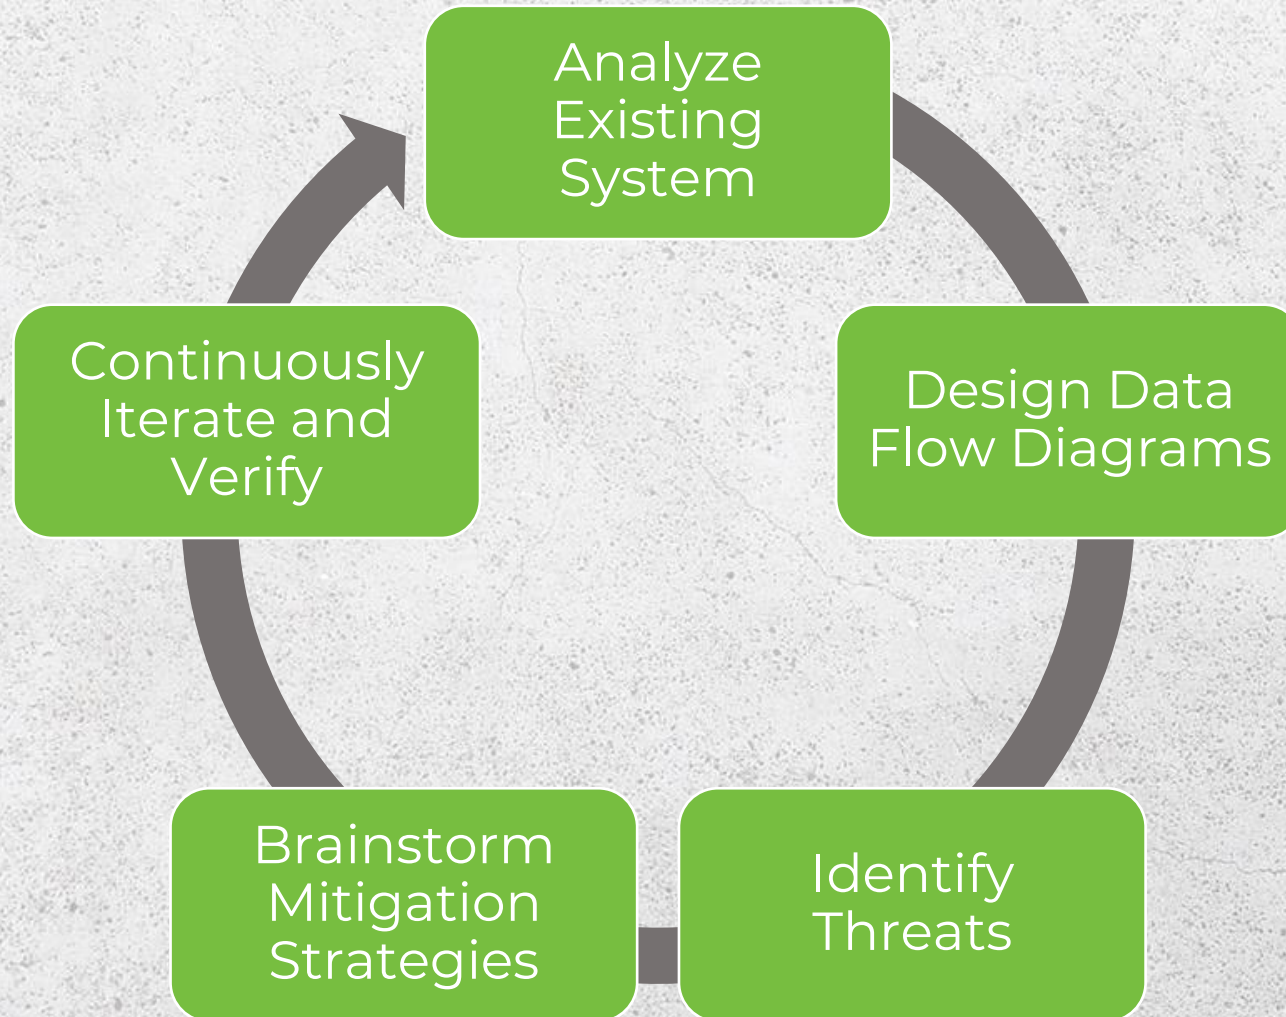 Analyze
Existing
System
Design Data
Flow Diagrams
Identify
Threats
Brainstorm
Mitigation
Strategies
Continuously
Iterate and
Verify